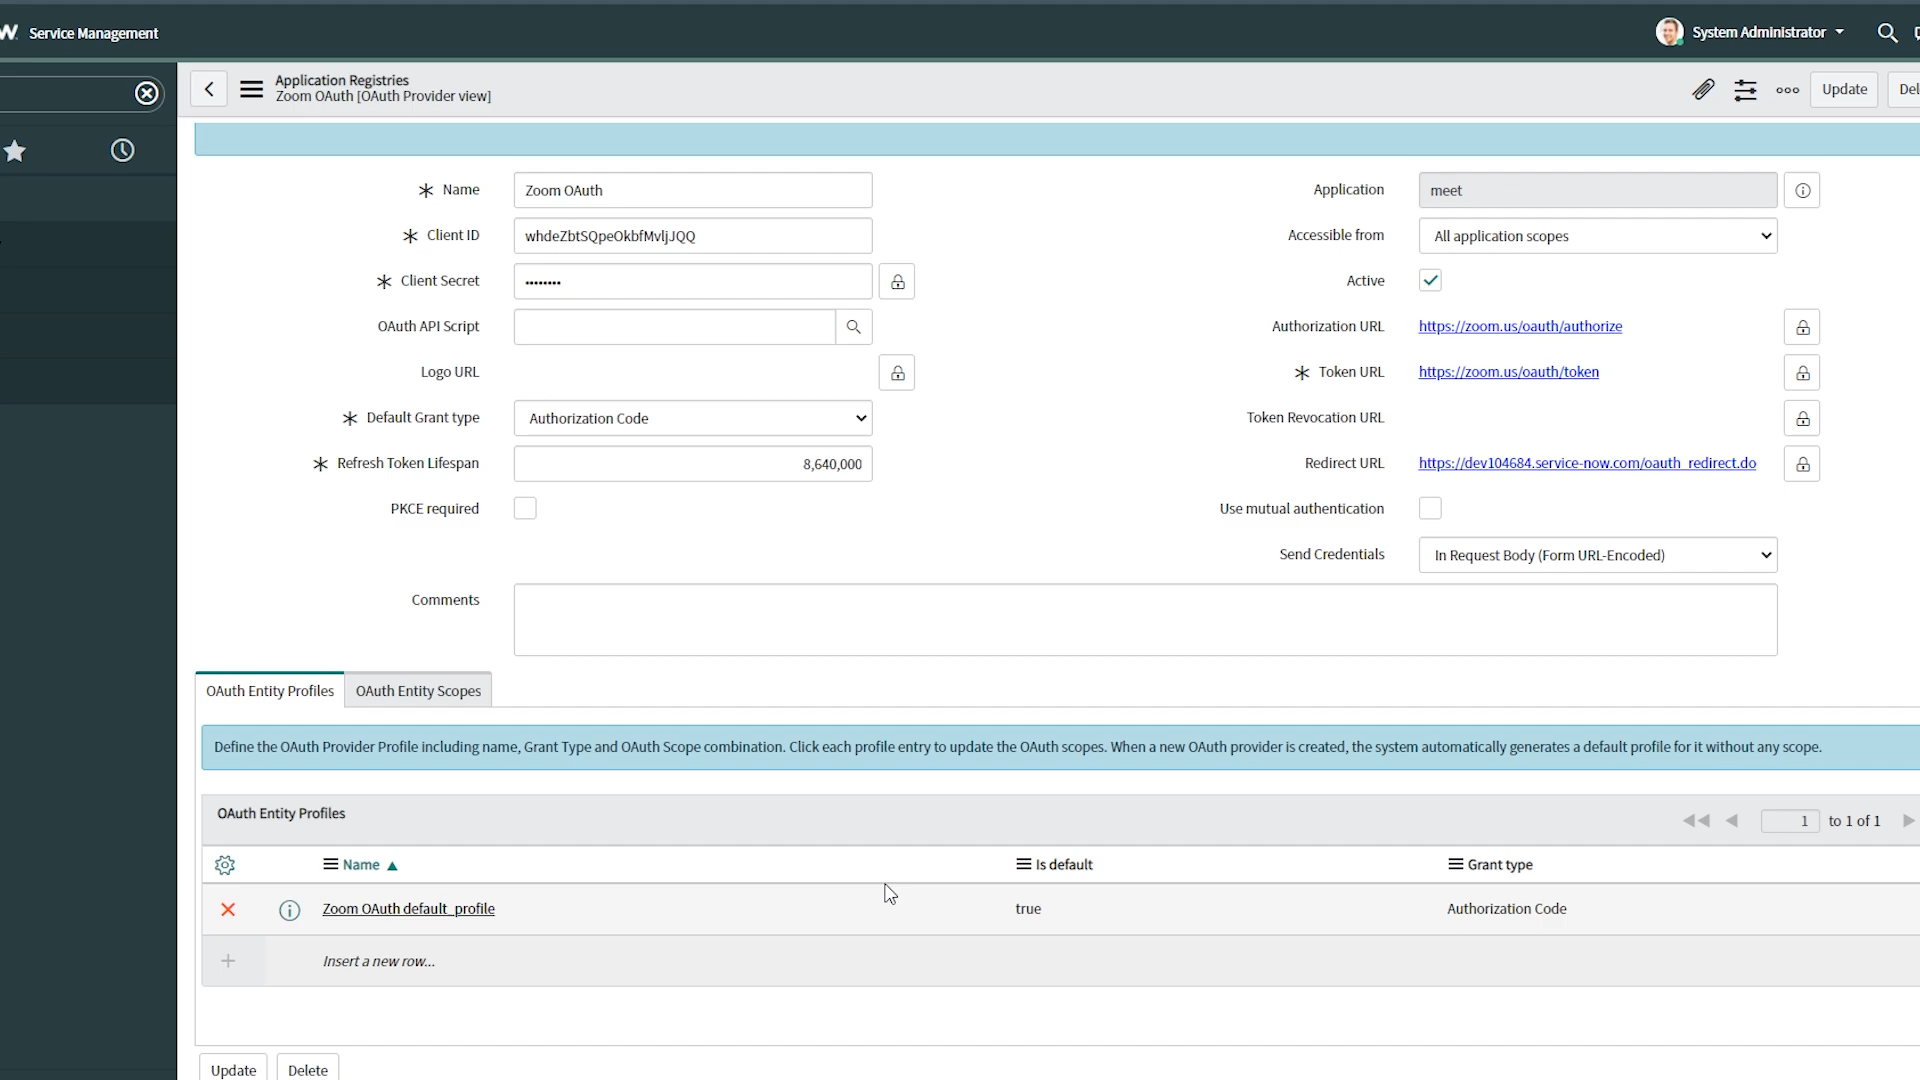 Service Management
System Administrator
Application Registries
Zoom OAuth [OAuth Provider view]
Update
Del
Name
Zoom OAuth
Application
meet
Client ID
whdeZbtSQpeOkbfMvljJQQ
Accessible from
All application scopes
Client Secret
••••••••
Active
OAuth API Script
Authorization URL
https://zoom.us/oauth/authorize
Logo URL
Token URL
https://zoom.us/oauth/token
Default Grant type
Authorization Code
Token Revocation URL
Refresh Token Lifespan
8,640,000
Redirect URL
https://dev104684.service-now.com/oauth_redirect.do
PKCE required
Use mutual authentication
Send Credentials
In Request Body (Form URL-Encoded)
Comments
OAuth Entity Profiles
OAuth Entity Scopes
Define the OAuth Provider Profile including name, Grant Type and OAuth Scope combination. Click each profile entry to update the OAuth scopes. When a new OAuth provider is created, the system automatically generates a default profile for it without any scope.
OAuth Entity Profiles
1 to 1 of 1
Name
Is default
Grant type
Zoom OAuth default_profile
true
Authorization Code
Insert a new row...
Update
Delete